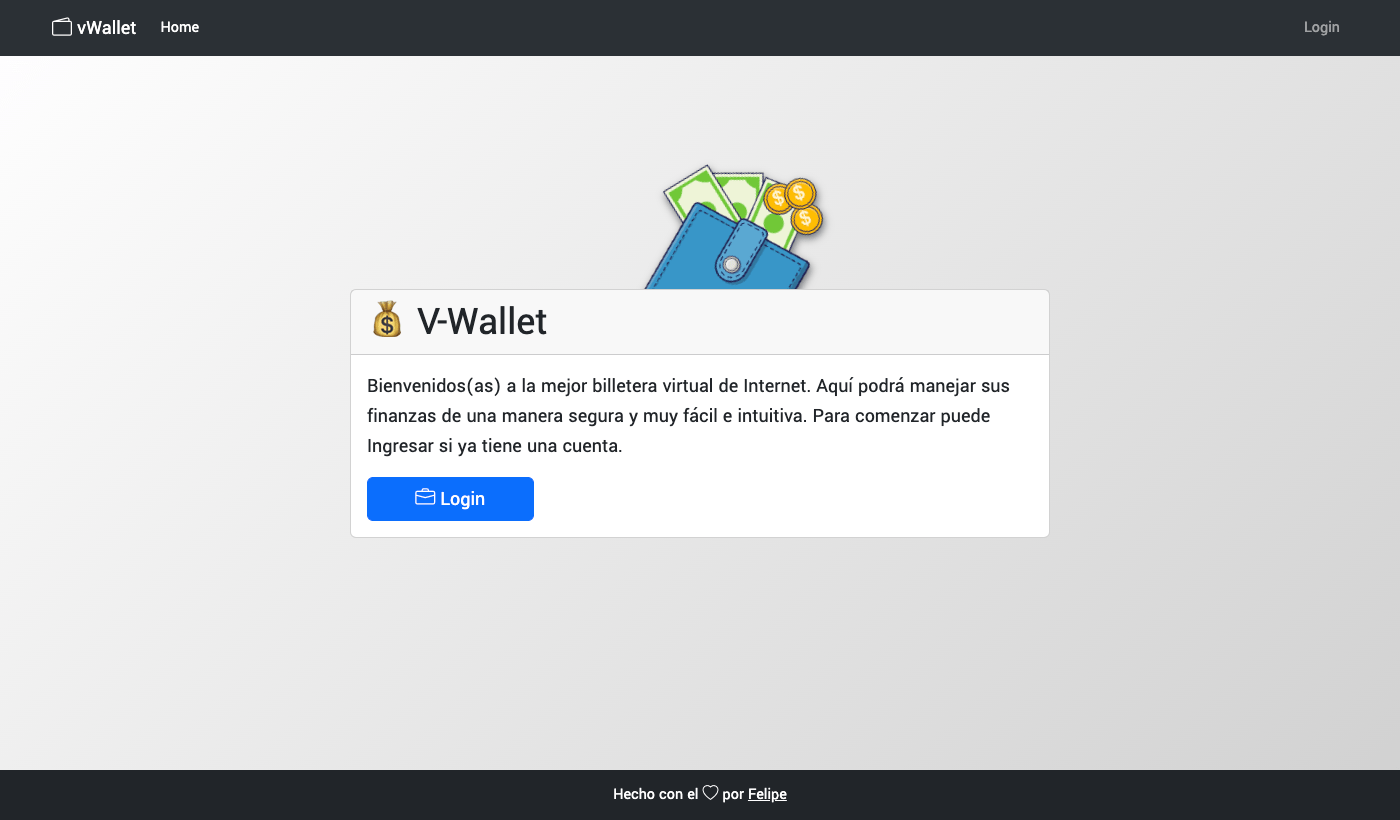 vWallet Home Login
V-Wallet
Bienvenidos(as) a la mejor billetera virtual de Internet. Aquí podrá manejar sus
finanzas de una manera segura y muy fácil e intuitiva. Para comenzar puede
Ingresar si ya tiene una cuenta.
Login
Hecho con el ♡ por Felipe